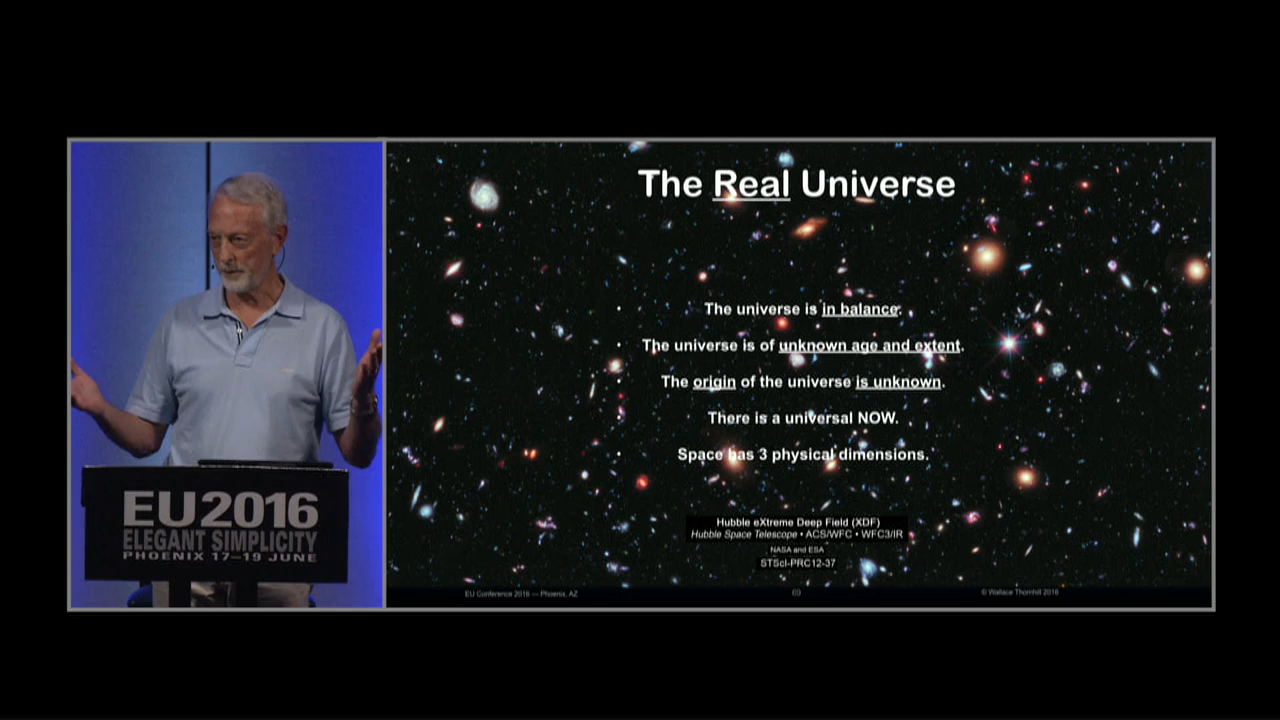 The Real Universe
• The universe is in balance.
• The universe is of unknown age and extent.
• The origin of the universe is unknown.
• There is a universal NOW.
• Space has 3 physical dimensions.
Hubble eXtreme Deep Field (XDF)
Hubble Space Telescope • ACS/WFC • WFC3/IR
NASA and ESA
STScI-PRC12-37
EU Conference 2016 — Phoenix, AZ
69
© Wallace Thornhill 2016
EU2016
ELEGANT SIMPLICITY
PHOENIX 17–19 JUNE